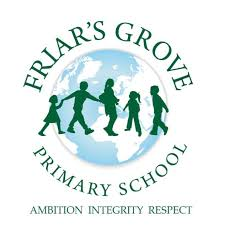 FRIAR'S GROVE
PRIMARY SCHOOL
AMBITION INTEGRITY RESPECT